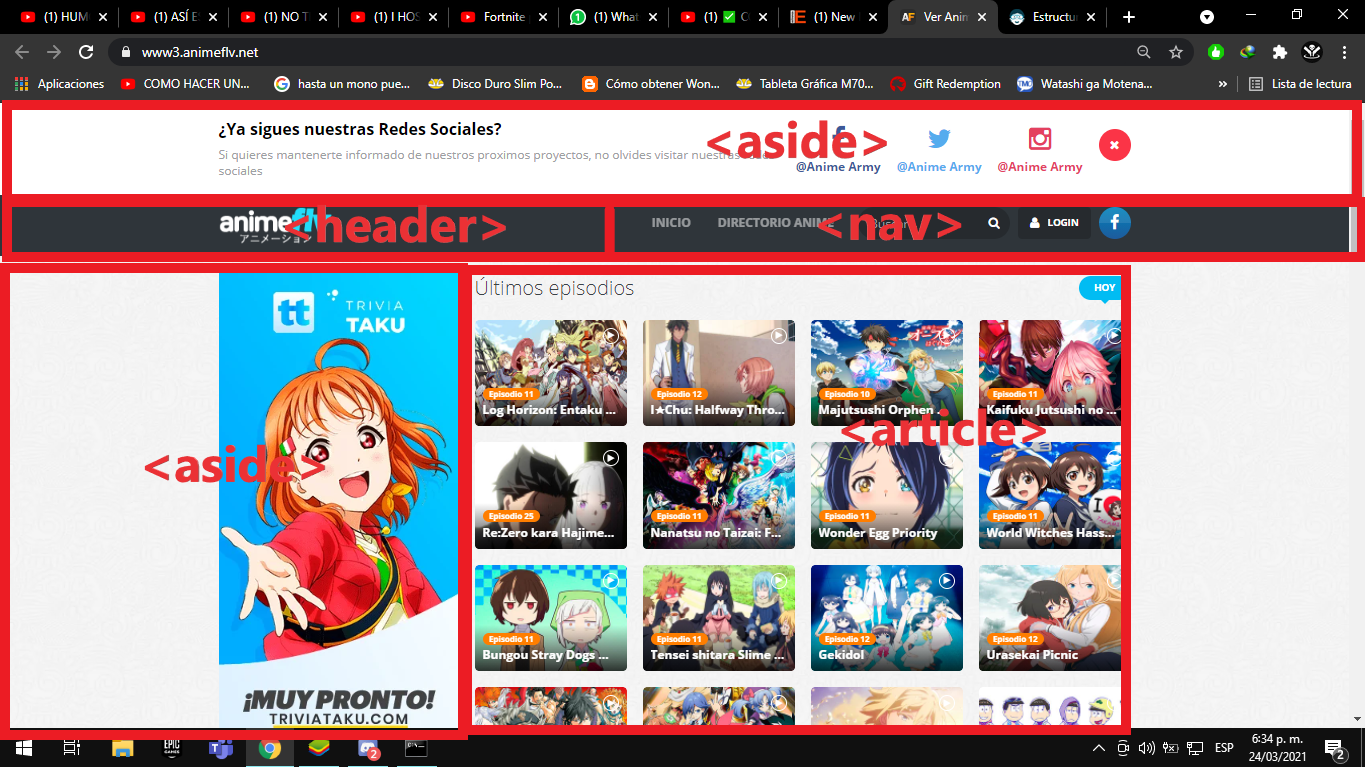 (1) HUM
(1) ASÍ E
(1) NO T
(1) I HOS
Fortnite
(1) What
(1) ✅ C
(1) New
Ver Anim
Estructu
www3.animeflv.net
Aplicaciones
COMO HACER UN...
hasta un mono pue...
Disco Duro Slim Po...
Cómo obtener Won...
Tableta Gráfica M70...
Gift Redemption
Watashi ga Motena...
»
Lista de lectura
¿Ya sigues nuestras Redes Sociales?
Si quieres mantenerte informado de nuestros proximos proyectos, no olvides visitar nuestras redes
sociales
<aside>
@Anime Army
@Anime Army
@Anime Army
animeflv
アニメーション
<header>
INICIO
DIRECTORIO ANIME
<nav>
LOGIN
tt
TRIVIA
TAKU
<aside>
¡MUY PRONTO!
TRIVIATAKU.COM
Últimos episodios
HOY
Episodio 11
Log Horizon: Entaku ...
Episodio 12
I★Chu: Halfway Thro...
Episodio 10
Majutsushi Orphen ...
Episodio 11
Kaifuku Jutsushi no ...
<article>
Episodio 25
Re:Zero kara Hajime...
Episodio 11
Nanatsu no Taizai: F...
Episodio 11
Wonder Egg Priority
Episodio 11
World Witches Hass...
Episodio 11
Bungou Stray Dogs ...
Episodio 11
Tensei shitara Slime ...
Episodio 12
Gekidol
Episodio 12
Urasekai Picnic
EPIC
GAMES
2
ESP
6:34 p. m.
24/03/2021
2